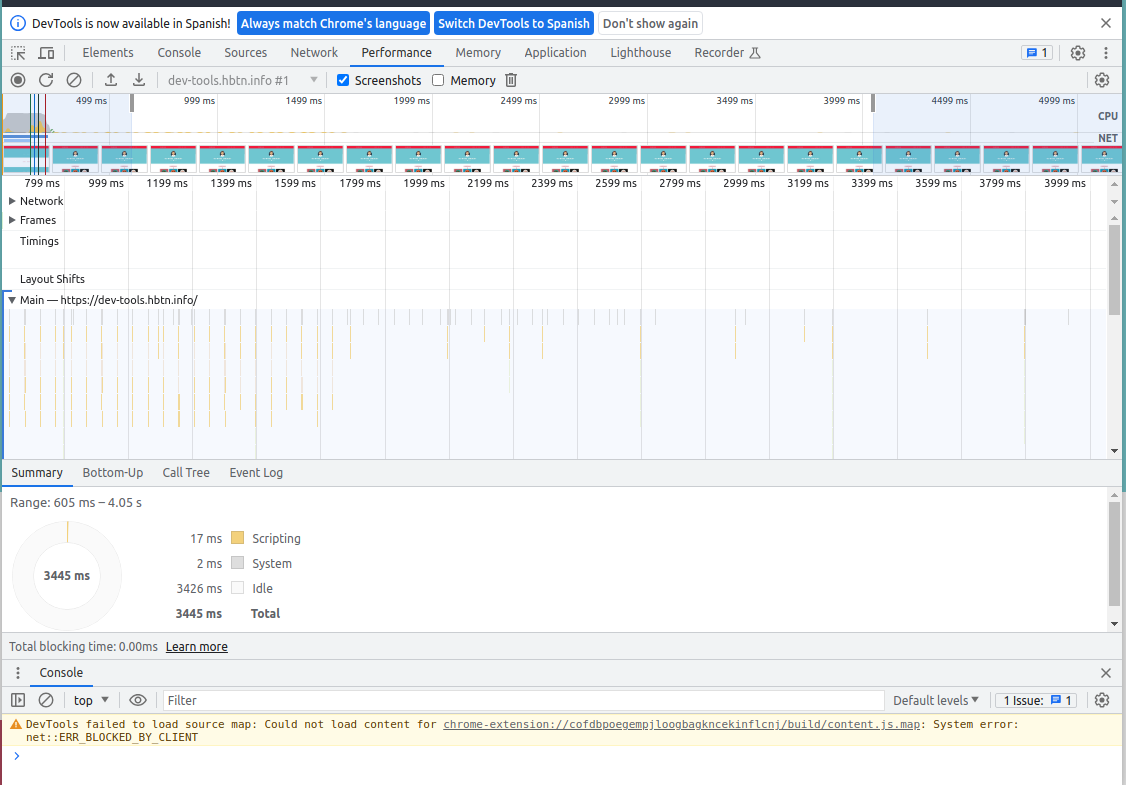 DevTools is now available in Spanish! Always match Chrome's language Switch DevTools to Spanish Don't show again
Elements Console Sources Network Performance Memory Application Lighthouse Recorder 1
dev-tools.hbtn.info #1 Screenshots Memory
499 ms 999 ms 1499 ms 1999 ms 2499 ms 2999 ms 3499 ms 3999 ms 4499 ms 4999 ms
CPU
NET
799 ms 999 ms 1199 ms 1399 ms 1599 ms 1799 ms 1999 ms 2199 ms 2399 ms 2599 ms 2799 ms 2999 ms 3199 ms 3399 ms 3599 ms 3799 ms 3999 ms
Network
Frames
Timings
Layout Shifts
Main — https://dev-tools.hbtn.info/
Summary Bottom-Up Call Tree Event Log
Range: 605 ms – 4.05 s
3445 ms
17 ms Scripting
2 ms System
3426 ms Idle
3445 ms Total
Total blocking time: 0.00ms Learn more
Console
top Filter Default levels 1 Issue: 1
DevTools failed to load source map: Could not load content for chrome-extension://cofdbpoegempjloogbagkncekinflcnj/build/content.js.map: System error:
net::ERR_BLOCKED_BY_CLIENT